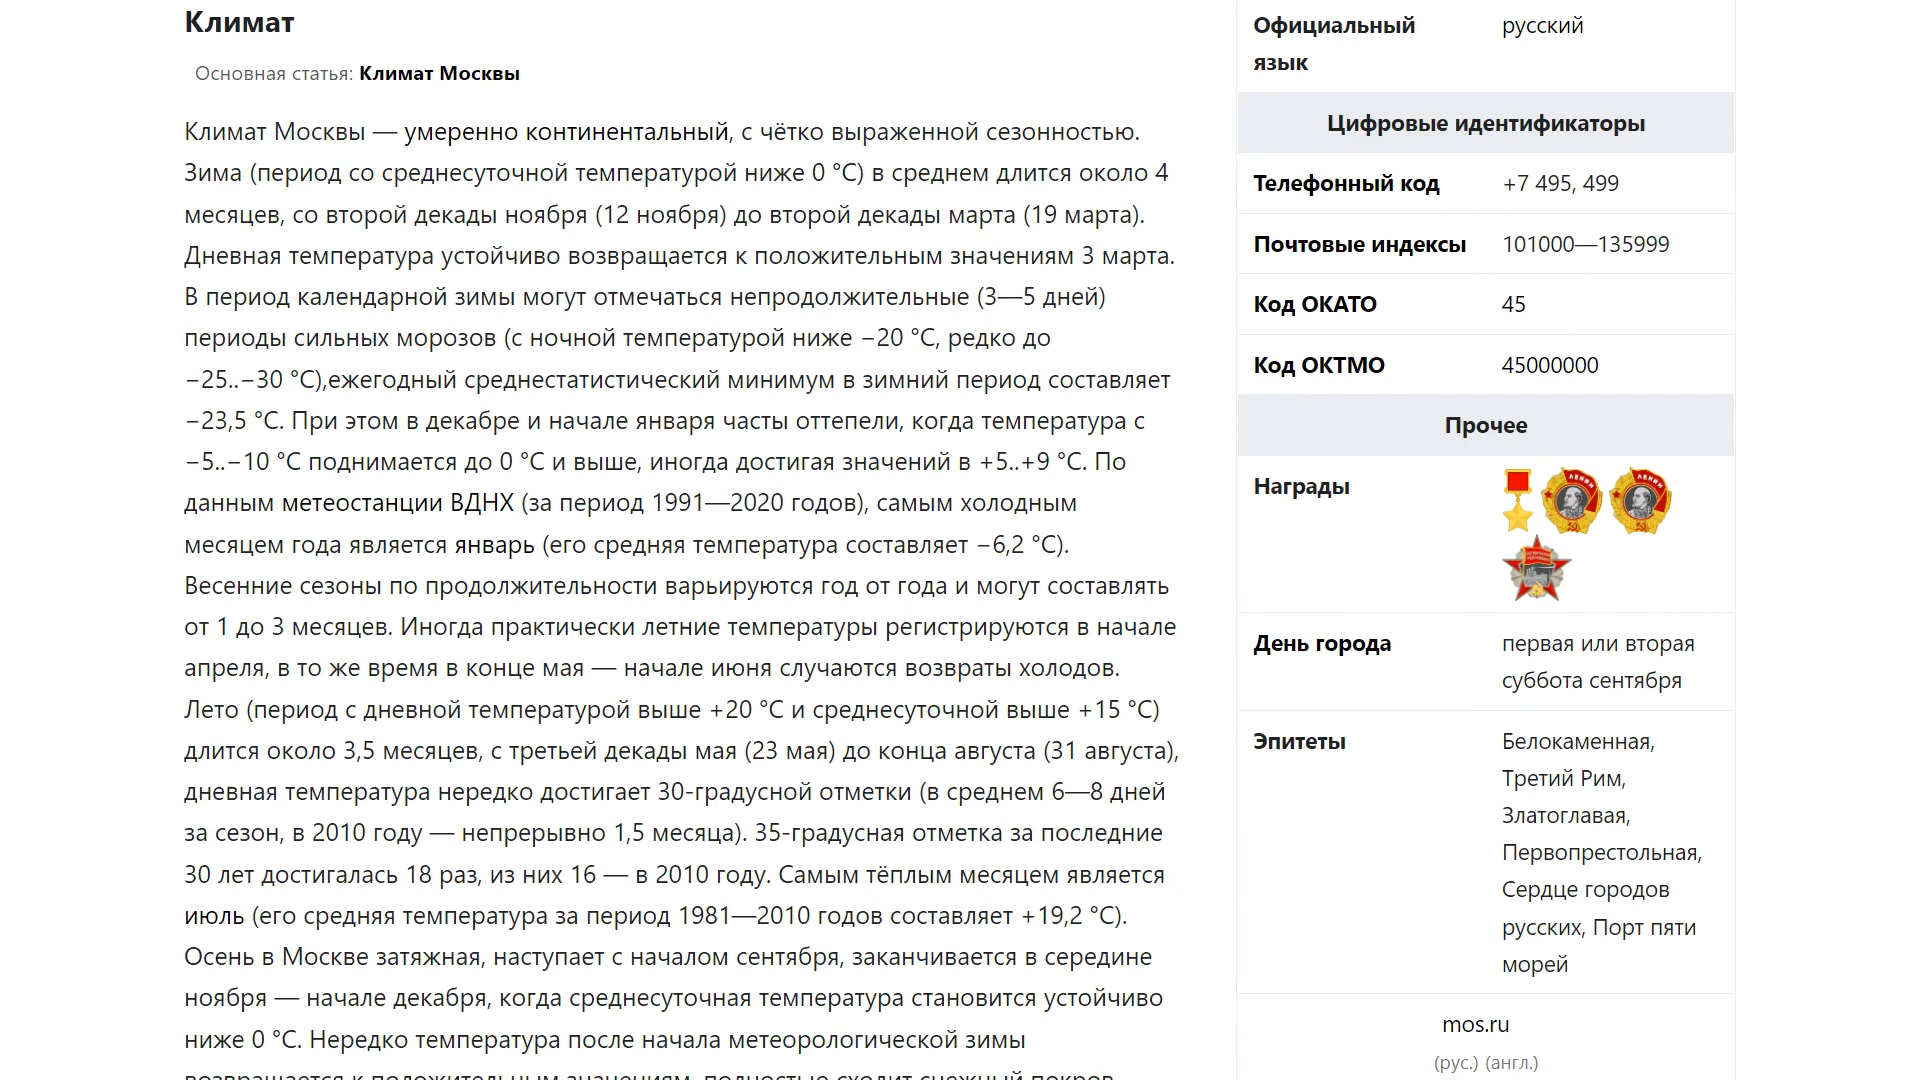 Климат
Основная статья: Климат Москвы
Климат Москвы — умеренно континентальный, с чётко выраженной сезонностью.
Зима (период со среднесуточной температурой ниже 0 °C) в среднем длится около 4
месяцев, со второй декады ноября (12 ноября) до второй декады марта (19 марта).
Дневная температура устойчиво возвращается к положительным значениям 3 марта.
В период календарной зимы могут отмечаться непродолжительные (3—5 дней)
периоды сильных морозов (с ночной температурой ниже −20 °C, редко до
−25..−30 °C),ежегодный среднестатистический минимум в зимний период составляет
−23,5 °C. При этом в декабре и начале января часты оттепели, когда температура с
−5..−10 °C поднимается до 0 °C и выше, иногда достигая значений в +5..+9 °C. По
данным метеостанции ВДНХ (за период 1991—2020 годов), самым холодным
месяцем года является январь (его средняя температура составляет −6,2 °C).
Весенние сезоны по продолжительности варьируются год от года и могут составлять
от 1 до 3 месяцев. Иногда практически летние температуры регистрируются в начале
апреля, в то же время в конце мая — начале июня случаются возвраты холодов.
Лето (период с дневной температурой выше +20 °C и среднесуточной выше +15 °C)
длится около 3,5 месяцев, с третьей декады мая (23 мая) до конца августа (31 августа),
дневная температура нередко достигает 30-градусной отметки (в среднем 6—8 дней
за сезон, в 2010 году — непрерывно 1,5 месяца). 35-градусная отметка за последние
30 лет достигалась 18 раз, из них 16 — в 2010 году. Самым тёплым месяцем является
июль (его средняя температура за период 1981—2010 годов составляет +19,2 °C).
Осень в Москве затяжная, наступает с началом сентября, заканчивается в середине
ноября — начале декабря, когда среднесуточная температура становится устойчиво
ниже 0 °C. Нередко температура после начала метеорологической зимы
возвращается к положительным значениям, полностью сходит снежный покров.
Официальный русский
язык
Цифровые идентификаторы
Телефонный код +7 495, 499
Почтовые индексы 101000—135999
Код ОКАТО 45
Код ОКТМО 45000000
Прочее
Награды
День города первая или вторая
суббота сентября
Эпитеты Белокаменная,
Третий Рим,
Златоглавая,
Первопрестольная,
Сердце городов
русских, Порт пяти
морей
mos.ru
(рус.) (англ.)